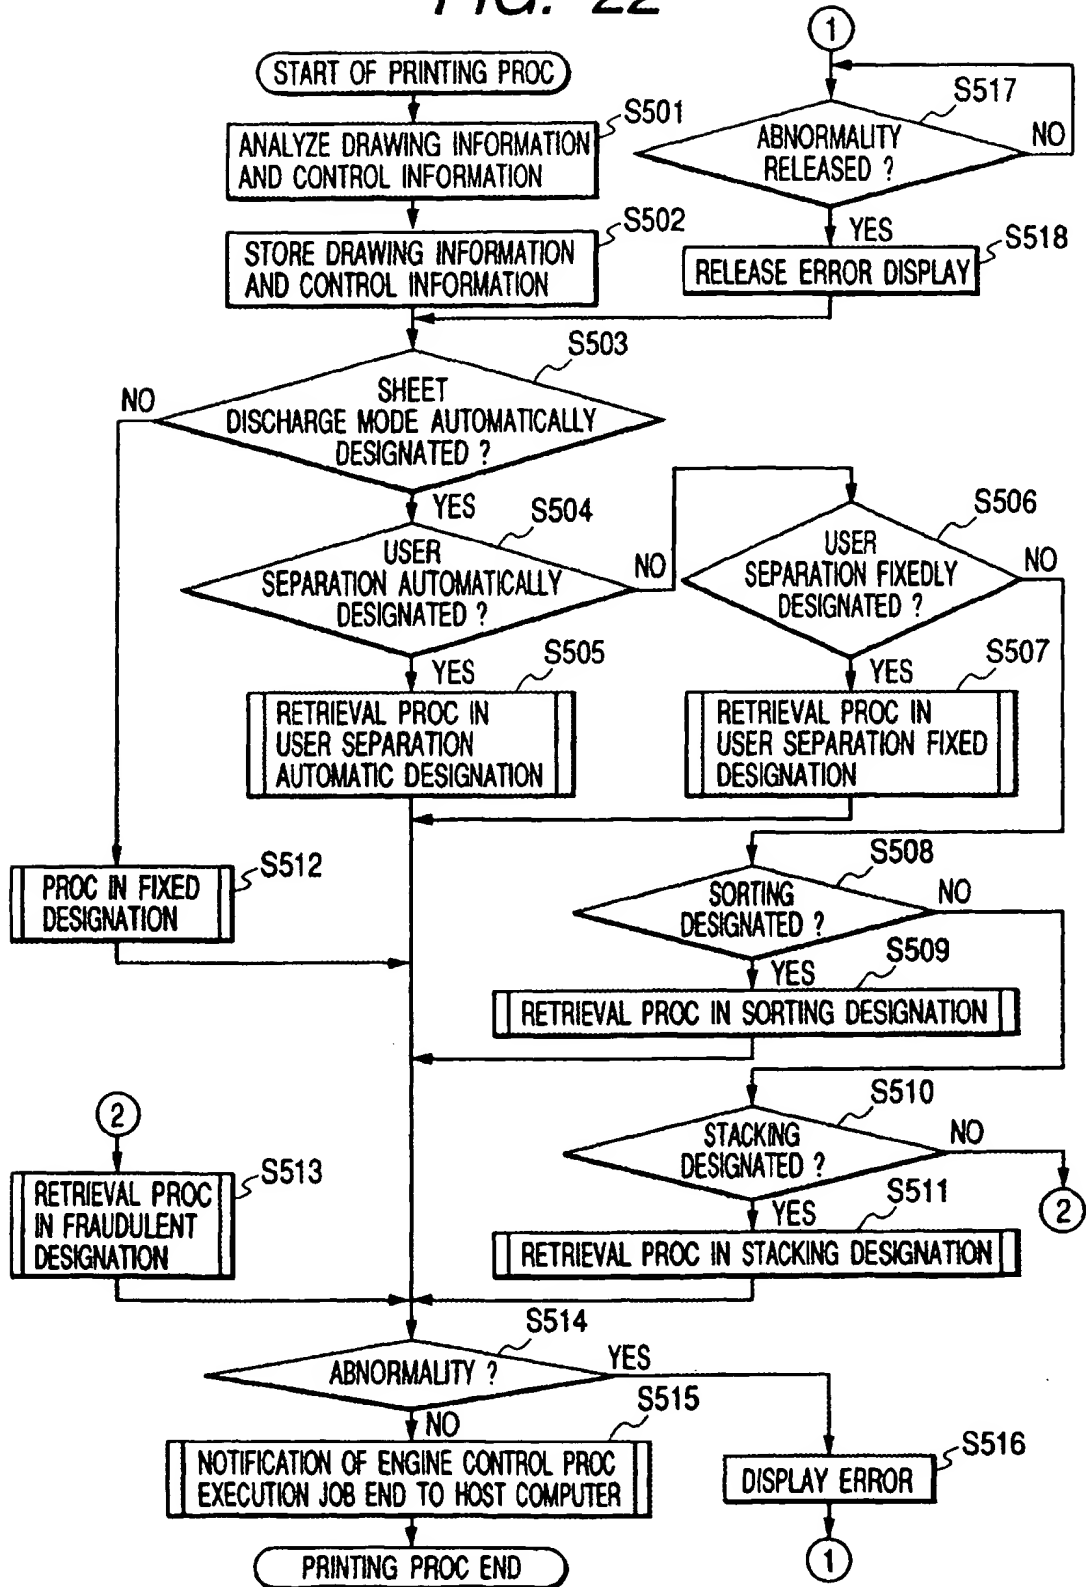 FIG. 22
START OF PRINTING PROC
S501
ANALYZE DRAWING INFORMATION
AND CONTROL INFORMATION
S502
STORE DRAWING INFORMATION
AND CONTROL INFORMATION
1
S517
ABNORMALITY
RELEASED ?
NO
YES
S518
RELEASE ERROR DISPLAY
S503
NO
SHEET
DISCHARGE MODE AUTOMATICALLY
DESIGNATED ?
YES
S504
USER
SEPARATION AUTOMATICALLY
DESIGNATED ?
NO
YES
S505
RETRIEVAL PROC IN
USER SEPARATION
AUTOMATIC DESIGNATION
S506
USER
SEPARATION FIXEDLY
DESIGNATED ?
NO
YES
S507
RETRIEVAL PROC IN
USER SEPARATION FIXED
DESIGNATION
S512
PROC IN FIXED
DESIGNATION
S508
SORTING
DESIGNATED ?
NO
YES
S509
RETRIEVAL PROC IN SORTING DESIGNATION
S510
STACKING
DESIGNATED ?
NO
2
YES
S511
RETRIEVAL PROC IN STACKING DESIGNATION
2
S513
RETRIEVAL PROC
IN FRAUDULENT
DESIGNATION
S514
ABNORMALITY ?
YES
NO
S515
NOTIFICATION OF ENGINE CONTROL PROC
EXECUTION JOB END TO HOST COMPUTER
S516
DISPLAY ERROR
1
PRINTING PROC END